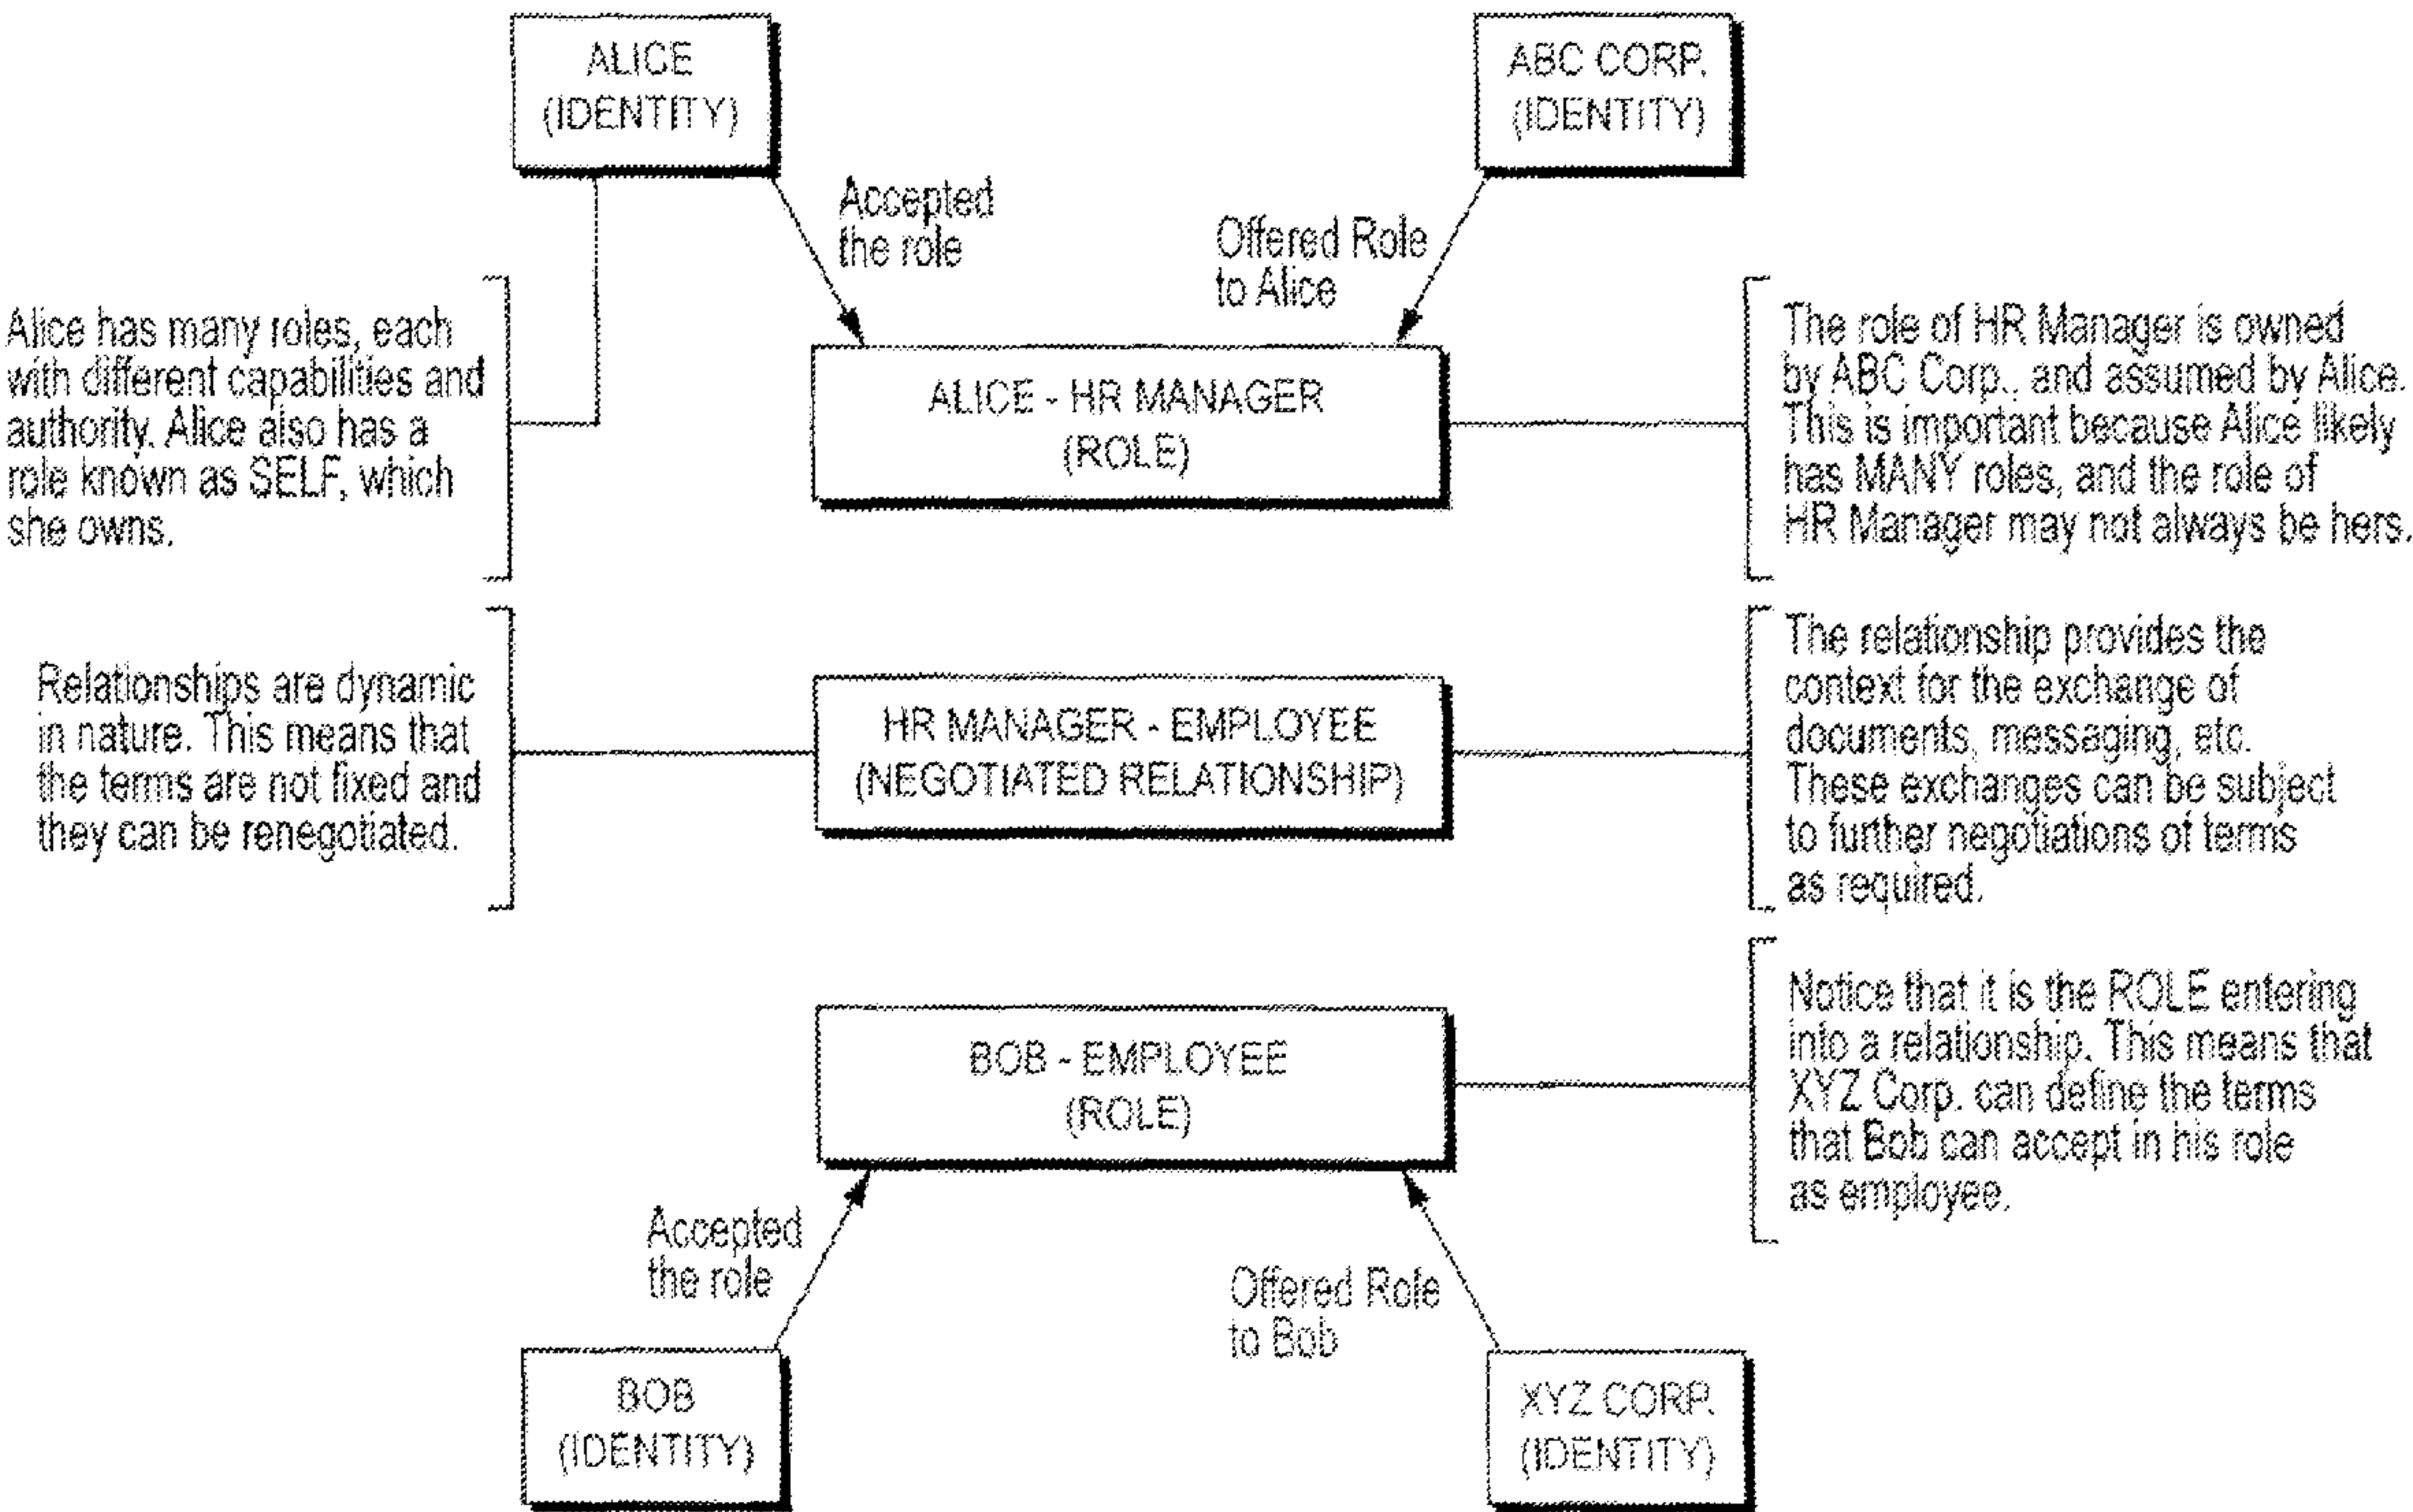 ALICE
(IDENTITY)
ABC CORP.
(IDENTITY)
Accepted
the role
Offered Role
to Alice
Alice has many roles, each
with different capabilities and
authority. Alice also has a
role known as SELF, which
she owns.
ALICE - HR MANAGER
(ROLE)
The role of HR Manager is owned
by ABC Corp., and assumed by Alice.
This is important because Alice likely
has MANY roles, and the role of
HR Manager may not always be hers.
Relationships are dynamic
in nature. This means that
the terms are not fixed and
they can be renegotiated.
HR MANAGER - EMPLOYEE
(NEGOTIATED RELATIONSHIP)
The relationship provides the
context for the exchange of
documents, messaging, etc.
These exchanges can be subject
to further negotiations of terms
as required.
BOB - EMPLOYEE
(ROLE)
Notice that it is the ROLE entering
into a relationship. This means that
XYZ Corp. can define the terms
that Bob can accept in his role
as employee.
Accepted
the role
Offered Role
to Bob
BOB
(IDENTITY)
XYZ CORP.
(IDENTITY)